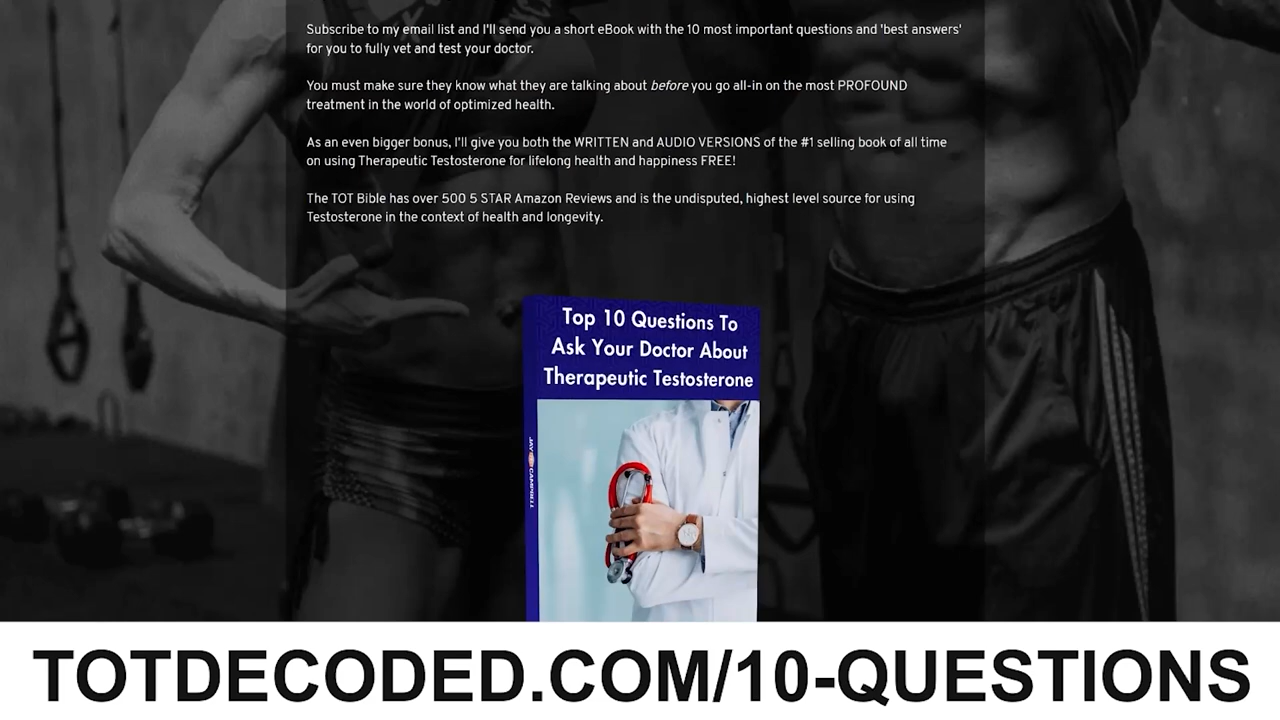 Subscribe to my email list and I'll send you a short eBook with the 10 most important questions and 'best answers'
for you to fully vet and test your doctor.
You must make sure they know what they are talking about before you go all-in on the most PROFOUND
treatment in the world of optimized health.
As an even bigger bonus, I'll give you both the WRITTEN and AUDIO VERSIONS of the #1 selling book of all time
on using Therapeutic Testosterone for lifelong health and happiness FREE!
The TOT Bible has over 500 5 STAR Amazon Reviews and is the undisputed, highest level source for using
Testosterone in the context of health and longevity.
Top 10 Questions To
Ask Your Doctor About
Therapeutic Testosterone
JAY CAMPBELL
TOTDECODED.COM/10-QUESTIONS